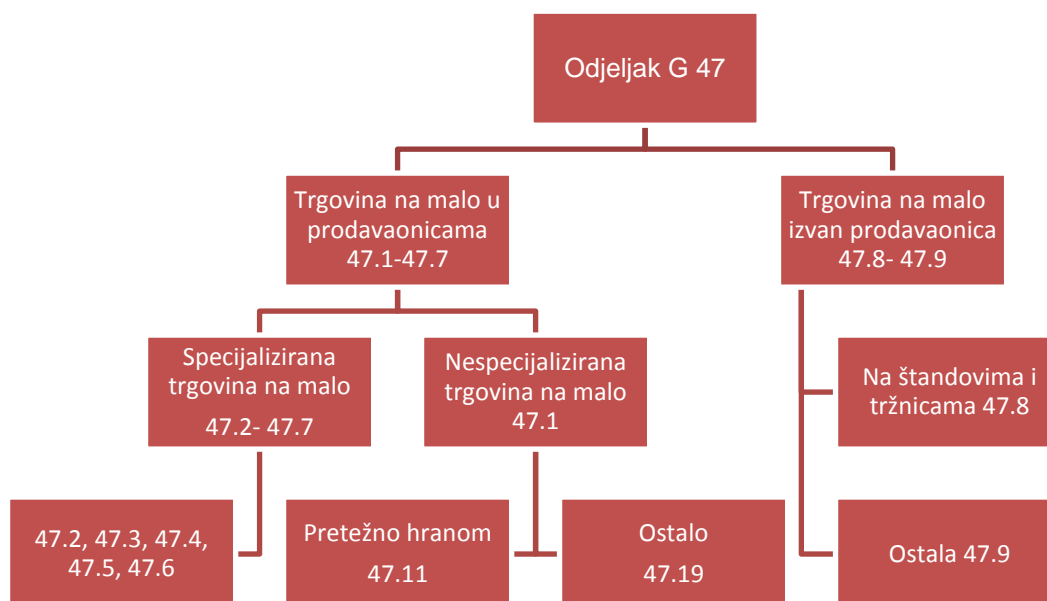 Odjeljak G 47
Trgovina na malo u
prodavaonicama
47.1-47.7
Trgovina na malo
izvan prodavaonica
47.8- 47.9
Specijalizirana
trgovina na malo
47.2- 47.7
Nespecijalizirana
trgovina na malo
47.1
Na štandovima i
tržnicama 47.8
47.2, 47.3, 47.4,
47.5, 47.6
Pretežno hranom
47.11
Ostalo
47.19
Ostala 47.9